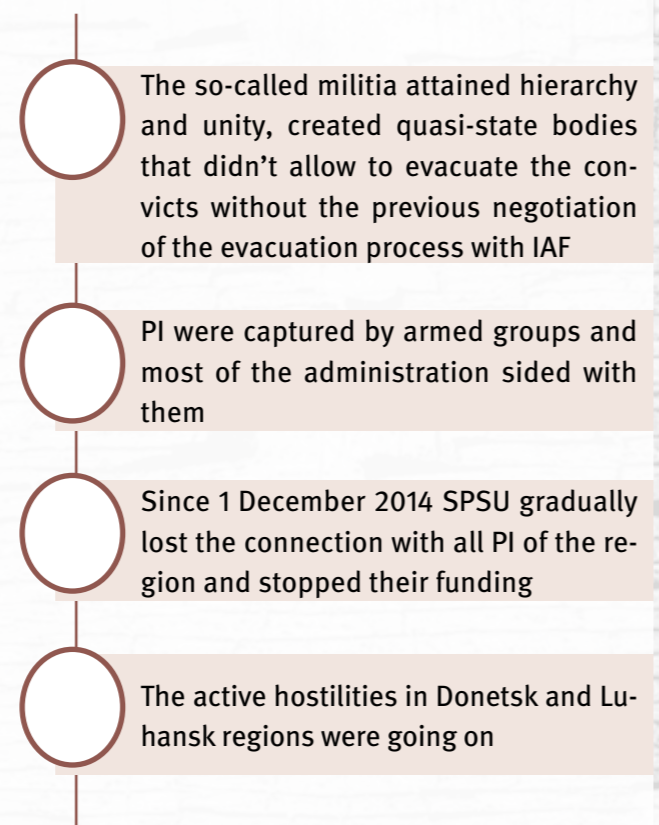 The so-called militia attained hierarchy
and unity, created quasi-state bodies
that didn’t allow to evacuate the con-
victs without the previous negotiation
of the evacuation process with IAF
PI were captured by armed groups and
most of the administration sided with
them
Since 1 December 2014 SPSU gradually
lost the connection with all PI of the re-
gion and stopped their funding
The active hostilities in Donetsk and Lu-
hansk regions were going on